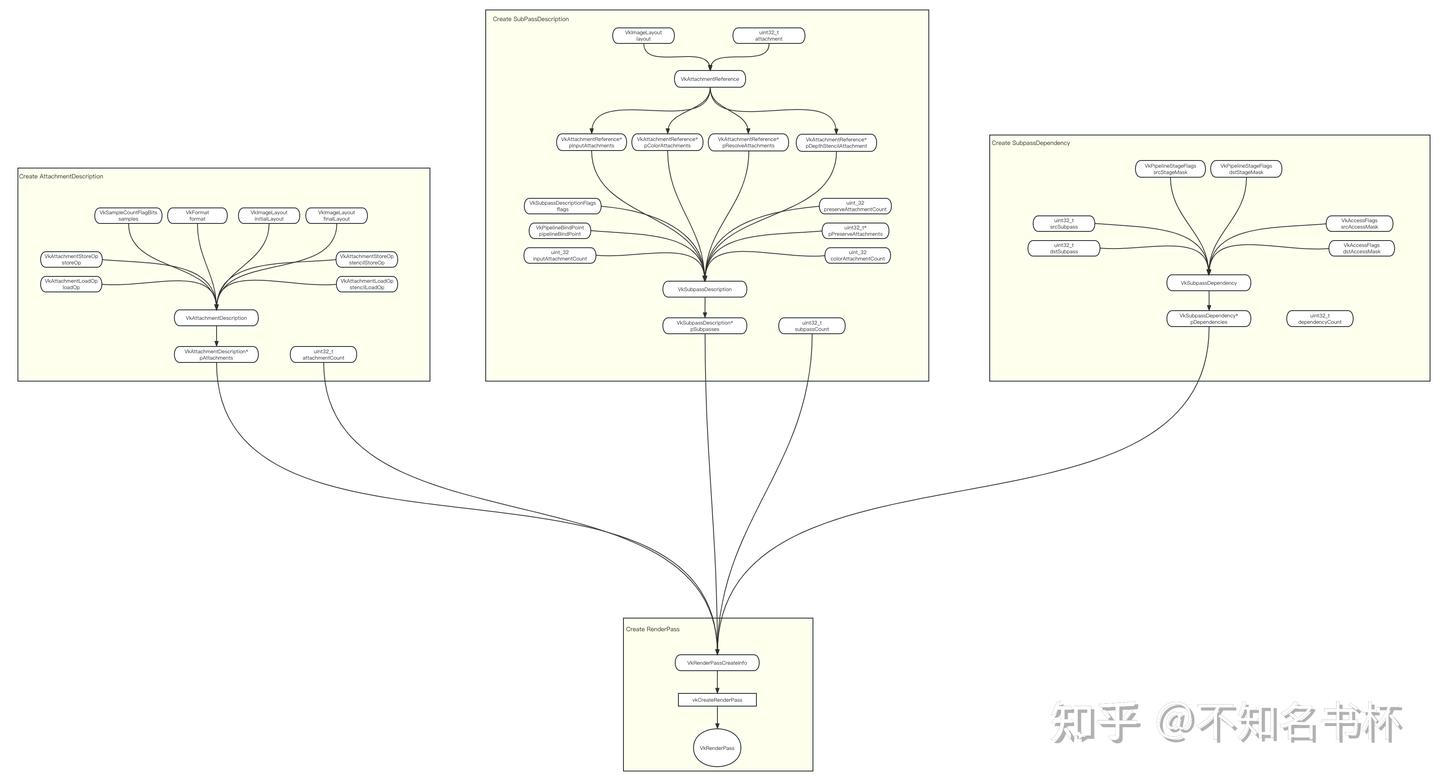 Create SubPassDescription
VkImageLayout
layout
uint32_t
attachment
VkAttachmentReference
VkAttachmentReference*
pInputAttachments
VkAttachmentReference*
pColorAttachments
VkAttachmentReference*
pResolveAttachments
VkAttachmentReference*
pDepthStencilAttachment
VkSubpassDescriptionFlags
flags
uint_32
preserveAttachmentCount
VkPipelineBindPoint
pipelineBindPoint
uint32_t*
pPreserveAttachments
uint_32
inputAttachmentCount
uint_32
colorAttachmentCount
VkSubpassDescription
VkSubpassDescription*
pSubpasses
uint32_t
subpassCount
Create AttachmentDescription
VkSampleCountFlagBits
samples
VkFormat
format
VkImageLayout
initialLayout
VkImageLayout
finalLayout
VkAttachmentStoreOp
storeOp
VkAttachmentStoreOp
stencilStoreOp
VkAttachmentLoadOp
loadOp
VkAttachmentLoadOp
stencilLoadOp
VkAttachmentDescription
VkAttachmentDescription*
pAttachments
uint32_t
attachmentCount
Create SubpassDependency
VkPipelineStageFlags
srcStageMask
VkPipelineStageFlags
dstStageMask
uint32_t
srcSubpass
VkAccessFlags
srcAccessMask
uint32_t
dstSubpass
VkAccessFlags
dstAccessMask
VkSubpassDependency
VkSubpassDependency*
pDependencies
uint32_t
dependencyCount
Create RenderPass
VkRenderPassCreateInfo
vkCreateRenderPass
VkRenderPass
知乎 @不知名书杯